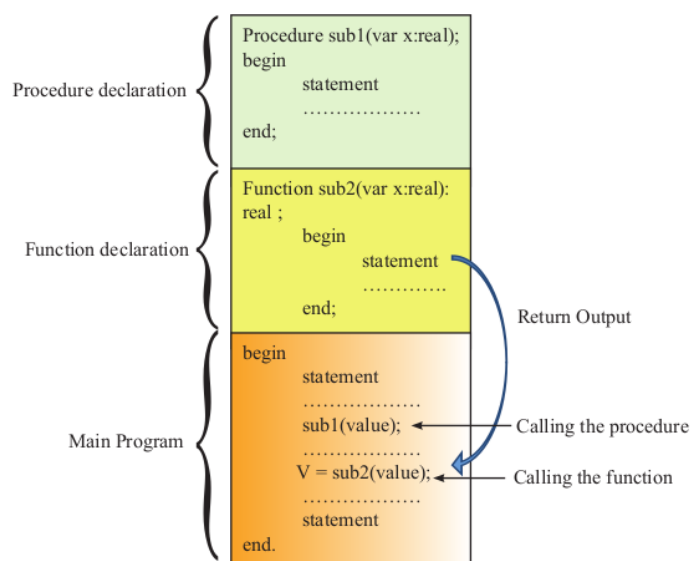 Procedure sub1(var x:real);
begin
statement
Procedure declaration
………………
end;
Function sub2(var x:real):
real ;
begin
Function declaration
statement
………….
end;
Return Output
begin
statement
………………
sub1(value);
Calling the procedure
Main Program
………………
V = sub2(value);
Calling the function
………………
statement
end.